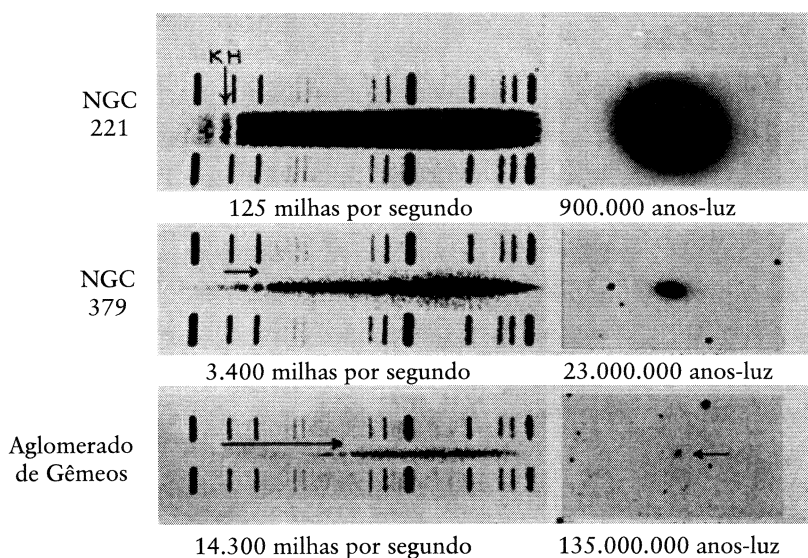 K H
NGC
221
125 milhas por segundo
900.000 anos-luz
NGC
379
3.400 milhas por segundo
23.000.000 anos-luz
Aglomerado
de Gêmeos
14.300 milhas por segundo
135.000.000 anos-luz